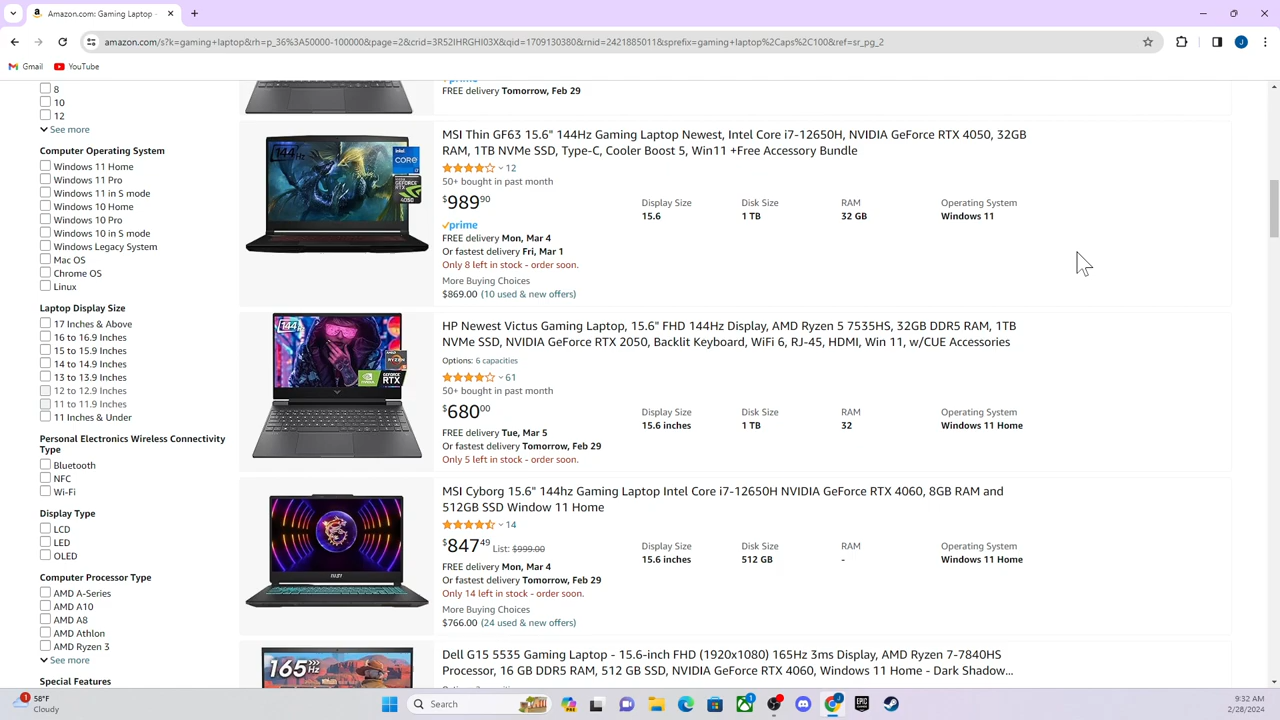 Amazon.com: Gaming Laptop -
amazon.com/s?k=gaming+laptop&rh=p_36%3A50000-100000&page=2&crid=3R52IHRGHI03X&qid=1709130380&rnid=2421885011&sprefix=gaming+laptop%2Caps%2C100&ref=sr_pg_2
J
Gmail
YouTube
8
10
12
See more
Computer Operating System
Windows 11 Home
Windows 11 Pro
Windows 11 in S mode
Windows 10 Home
Windows 10 Pro
Windows 10 in S mode
Windows Legacy System
Mac OS
Chrome OS
Linux
Laptop Display Size
17 Inches & Above
16 to 16.9 Inches
15 to 15.9 Inches
14 to 14.9 Inches
13 to 13.9 Inches
12 to 12.9 Inches
11 to 11.9 Inches
11 Inches & Under
Personal Electronics Wireless Connectivity
Type
Bluetooth
NFC
Wi-Fi
Display Type
LCD
LED
OLED
Computer Processor Type
AMD A-Series
AMD A10
AMD A8
AMD Athlon
AMD Ryzen 3
See more
Special Features
FREE delivery Tomorrow, Feb 29
MSI Thin GF63 15.6" 144Hz Gaming Laptop Newest, Intel Core i7-12650H, NVIDIA GeForce RTX 4050, 32GB
RAM, 1TB NVMe SSD, Type-C, Cooler Boost 5, Win11 +Free Accessory Bundle
12
50+ bought in past month
$989.90
prime
FREE delivery Mon, Mar 4
Or fastest delivery Fri, Mar 1
Only 8 left in stock - order soon.
More Buying Choices
$869.00 (10 used & new offers)
Display Size Disk Size RAM Operating System
15.6 1 TB 32 GB Windows 11
144Hz
intel
CORE
i7
GEFORCE
RTX
4050
HP Newest Victus Gaming Laptop, 15.6" FHD 144Hz Display, AMD Ryzen 5 7535HS, 32GB DDR5 RAM, 1TB
NVMe SSD, NVIDIA GeForce RTX 2050, Backlit Keyboard, WiFi 6, RJ-45, HDMI, Win 11, w/CUE Accessories
Options: 6 capacities
61
50+ bought in past month
$680.00
FREE delivery Tue, Mar 5
Or fastest delivery Tomorrow, Feb 29
Only 5 left in stock - order soon.
Display Size Disk Size RAM Operating System
15.6 inches 1 TB 32 Windows 11 Home
144Hz
AMD
RYZEN
GEFORCE
RTX
MSI Cyborg 15.6" 144hz Gaming Laptop Intel Core i7-12650H NVIDIA GeForce RTX 4060, 8GB RAM and
512GB SSD Window 11 Home
14
$847.49 List: $999.00
FREE delivery Mon, Mar 4
Or fastest delivery Tomorrow, Feb 29
Only 14 left in stock - order soon.
More Buying Choices
$766.00 (24 used & new offers)
Display Size Disk Size RAM Operating System
15.6 inches 512 GB - Windows 11 Home
msi
Dell G15 5535 Gaming Laptop - 15.6-inch FHD (1920x1080) 165Hz 3ms Display, AMD Ryzen 7-7840HS
Processor, 16 GB DDR5 RAM, 512 GB SSD, NVIDIA GeForce RTX 4060, Windows 11 Home - Dark Shadow...
165Hz
1
58°F
Cloudy
Search
1
EPIC
9:32 AM
2/28/2024